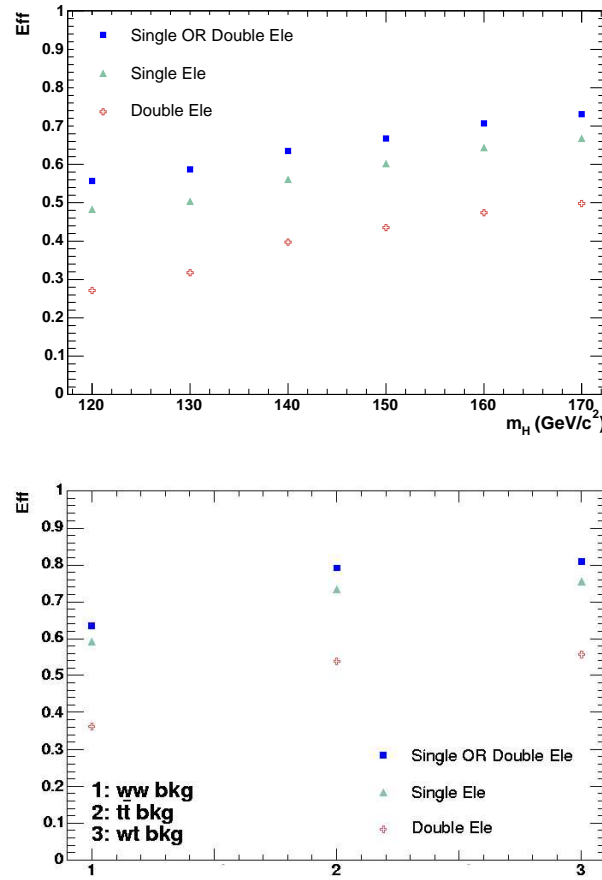 Eff
1
0.9
0.8
0.7
0.6
0.5
0.4
0.3
0.2
0.1
0
Single OR Double Ele
Single Ele
Double Ele
120 130 140 150 160 170
m_H (GeV/c²)
Eff
1
0.9
0.8
0.7
0.6
0.5
0.4
0.3
0.2
0.1
0
Single OR Double Ele
Single Ele
Double Ele
1: ww bkg
2: tt̄ bkg
3: wt bkg
1 2 3